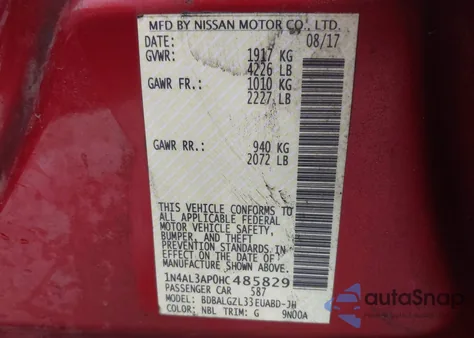 MFD BY NISSAN MOTOR CO., LTD.
DATE: 08/17
GVWR: 1917 KG
4226 LB
GAWR FR.: 1010 KG
2227 LB
GAWR RR.: 940 KG
2072 LB
THIS VEHICLE CONFORMS TO
ALL APPLICABLE FEDERAL
MOTOR VEHICLE SAFETY,
BUMPER, AND THEFT
PREVENTION STANDARDS IN
EFFECT ON THE DATE OF
MANUFACTURE SHOWN ABOVE.
1N4AL3AP0HC485829
PASSENGER CAR 587
MODEL: BDBALGZL33EUABD-JH
COLOR: NBL TRIM: G 9N00A
autoSnap